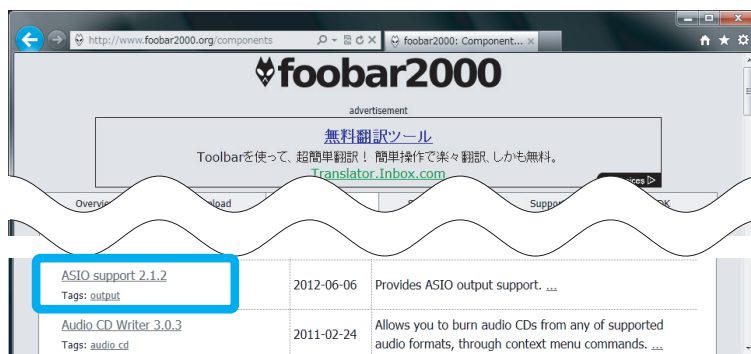 http://www.foobar2000.org/components
foobar2000: Component...
foobar2000
advertisement
無料翻訳ツール
Toolbarを使って、超簡単翻訳！ 簡単操作で楽々翻訳、しかも無料。
Translator.Inbox.com
ASIO support 2.1.2
Tags: output
2012-06-06
Provides ASIO output support. ...
Audio CD Writer 3.0.3
Tags: audio cd
2011-02-24
Allows you to burn audio CDs from any of supported
audio formats, through context menu commands. ...